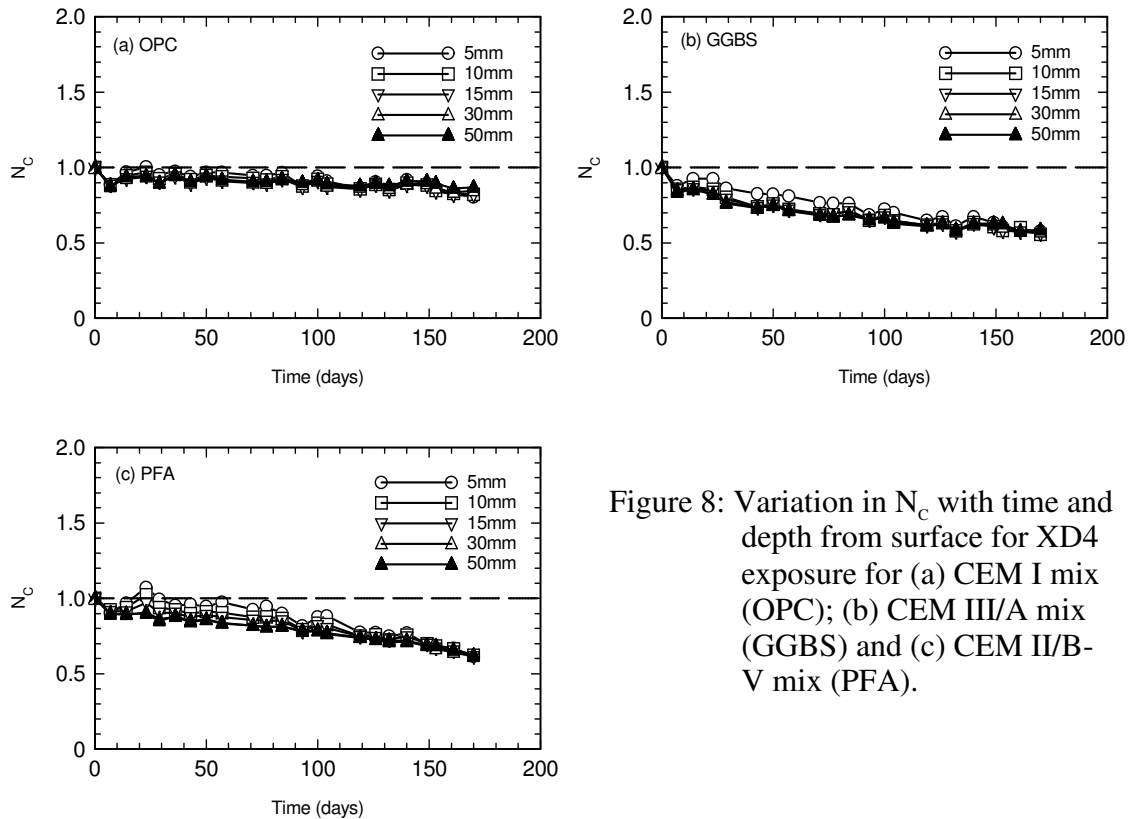 2.0
(a) OPC
5mm
10mm
15mm
30mm
50mm
1.5
1.0
N_C
0.5
0
0 50 100 150 200
Time (days)
2.0
(b) GGBS
5mm
10mm
15mm
30mm
50mm
1.5
1.0
N_C
0.5
0
0 50 100 150 200
Time (days)
2.0
(c) PFA
5mm
10mm
15mm
30mm
50mm
1.5
1.0
N_C
0.5
0
0 50 100 150 200
Time (days)
Figure 8: Variation in N_C with time and
depth from surface for XD4
exposure for (a) CEM I mix
(OPC); (b) CEM III/A mix
(GGBS) and (c) CEM II/B-
V mix (PFA).